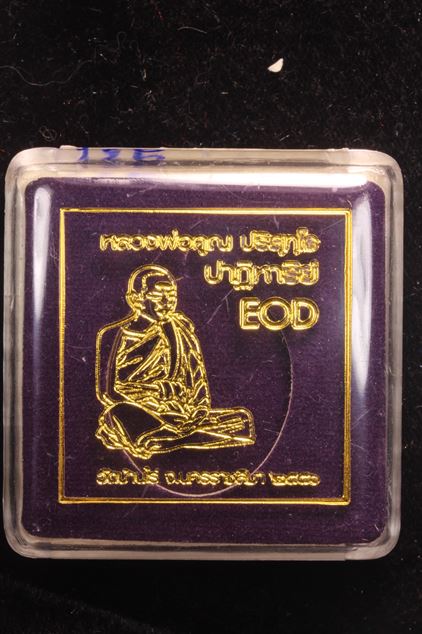 หลวงพ่อคูณ ปริสุทโธ
ปาฏิหาริย์
EOD
วัดบ้านไร่ จ.นครราชสีมา ๒๕๕๖